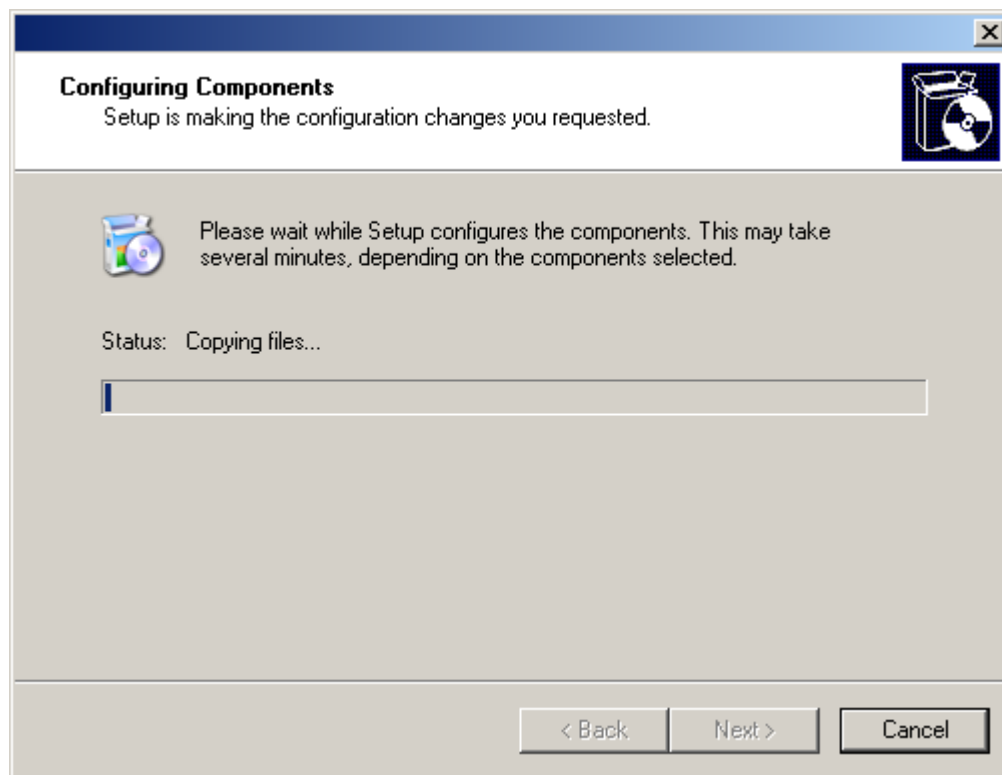 Configuring Components
Setup is making the configuration changes you requested.
Please wait while Setup configures the components. This may take
several minutes, depending on the components selected.
Status: Copying files...
< Back Next > Cancel